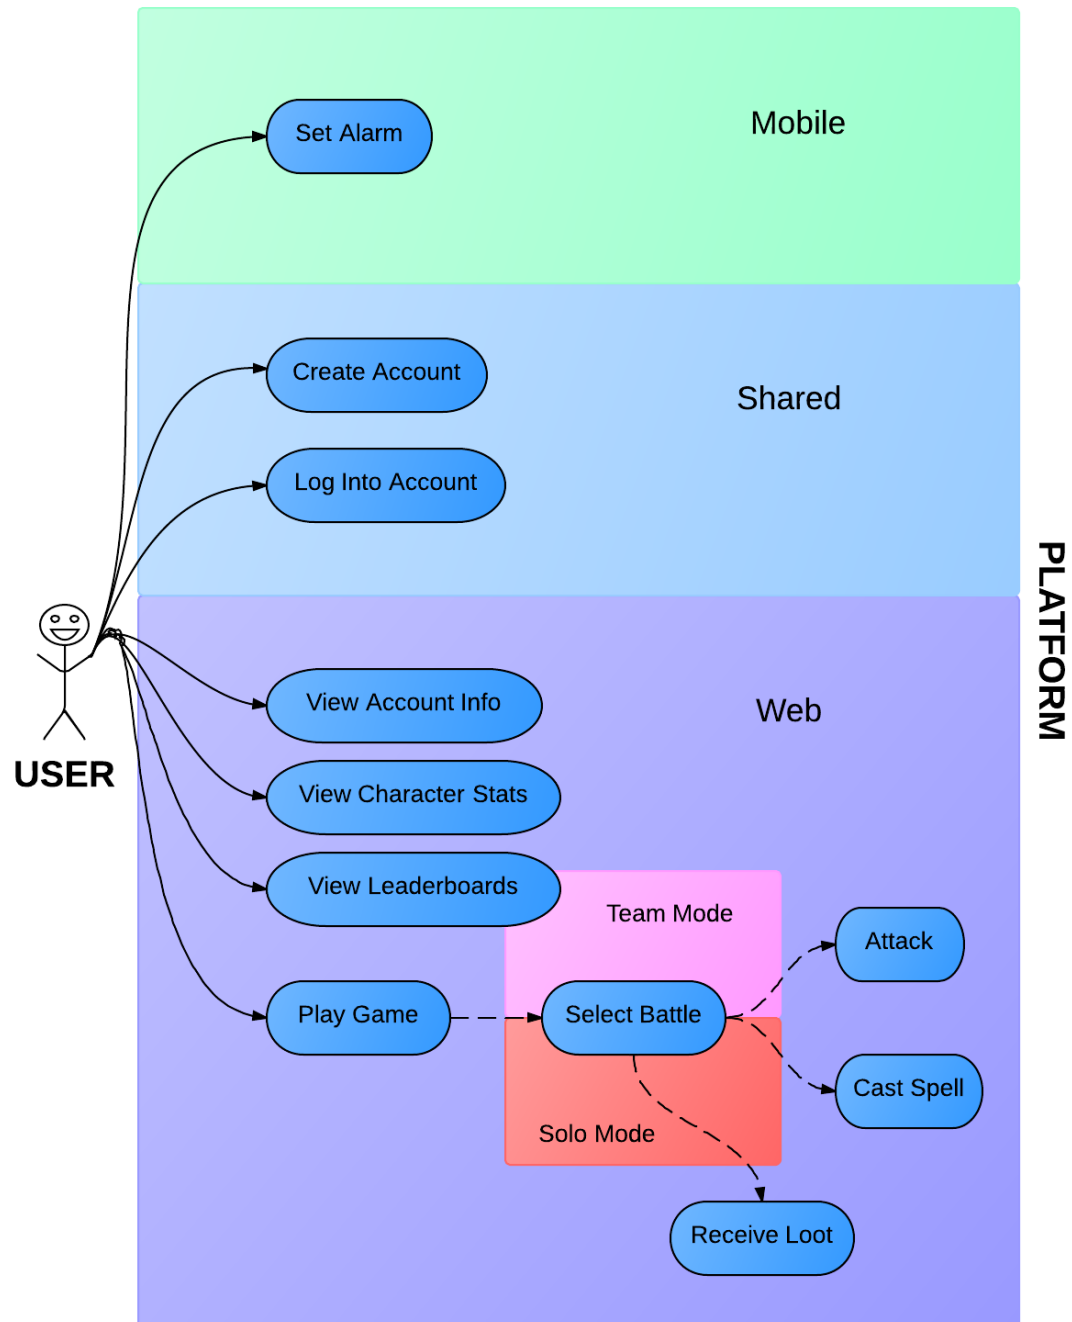 Set Alarm
Mobile
Create Account
Shared
Log Into Account
PLATFORM
USER
View Account Info
Web
View Character Stats
View Leaderboards
Team Mode
Attack
Play Game
Select Battle
Cast Spell
Solo Mode
Receive Loot